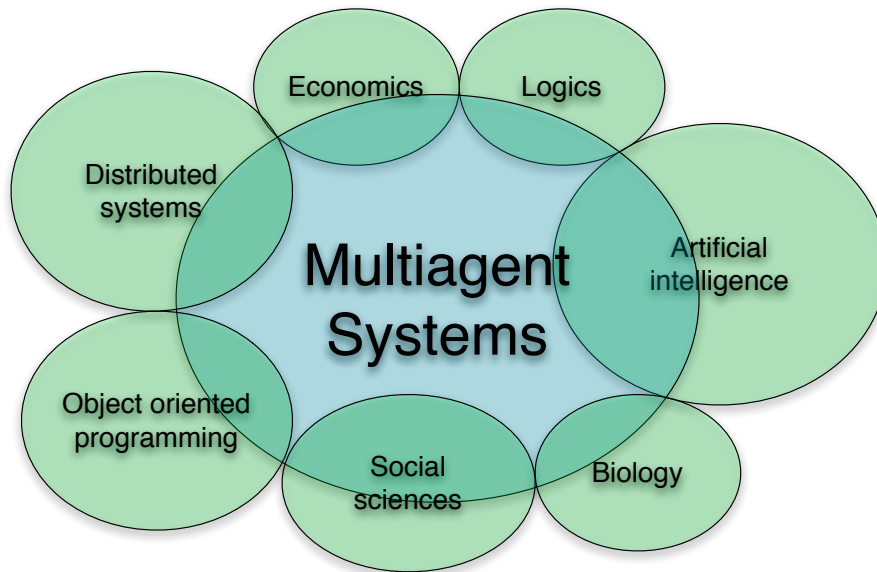 Economics
Logics
Distributed
systems
Artificial
intelligence
Multiagent
Systems
Object oriented
programming
Social
sciences
Biology